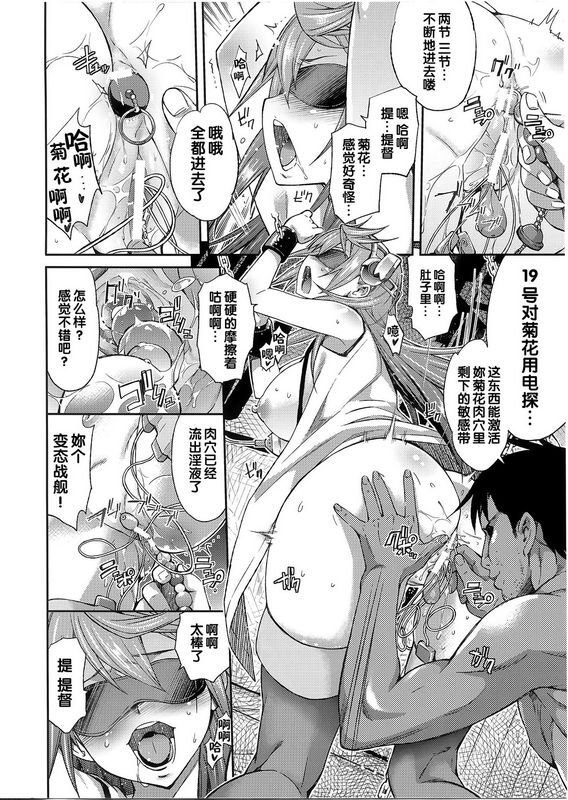 两节 三节…
不断地进去喽
嗯 哈啊
提…提督
菊花…
感觉好奇怪…
哈啊
哦哦
全都进去了
哈啊…
菊花啊啊
19号对菊花用电探…
哈啊啊…
肚子里…
这东西能激活
妳菊花肉穴里
剩下的敏感带
噫
哈啊
嗯
硬硬的摩擦着
咕啊啊…
怎么样？
感觉不错吧？
肉穴已经
流出淫液了
妳个
变态战舰！
啊啊
太棒了
提 提督
啊啊
哈